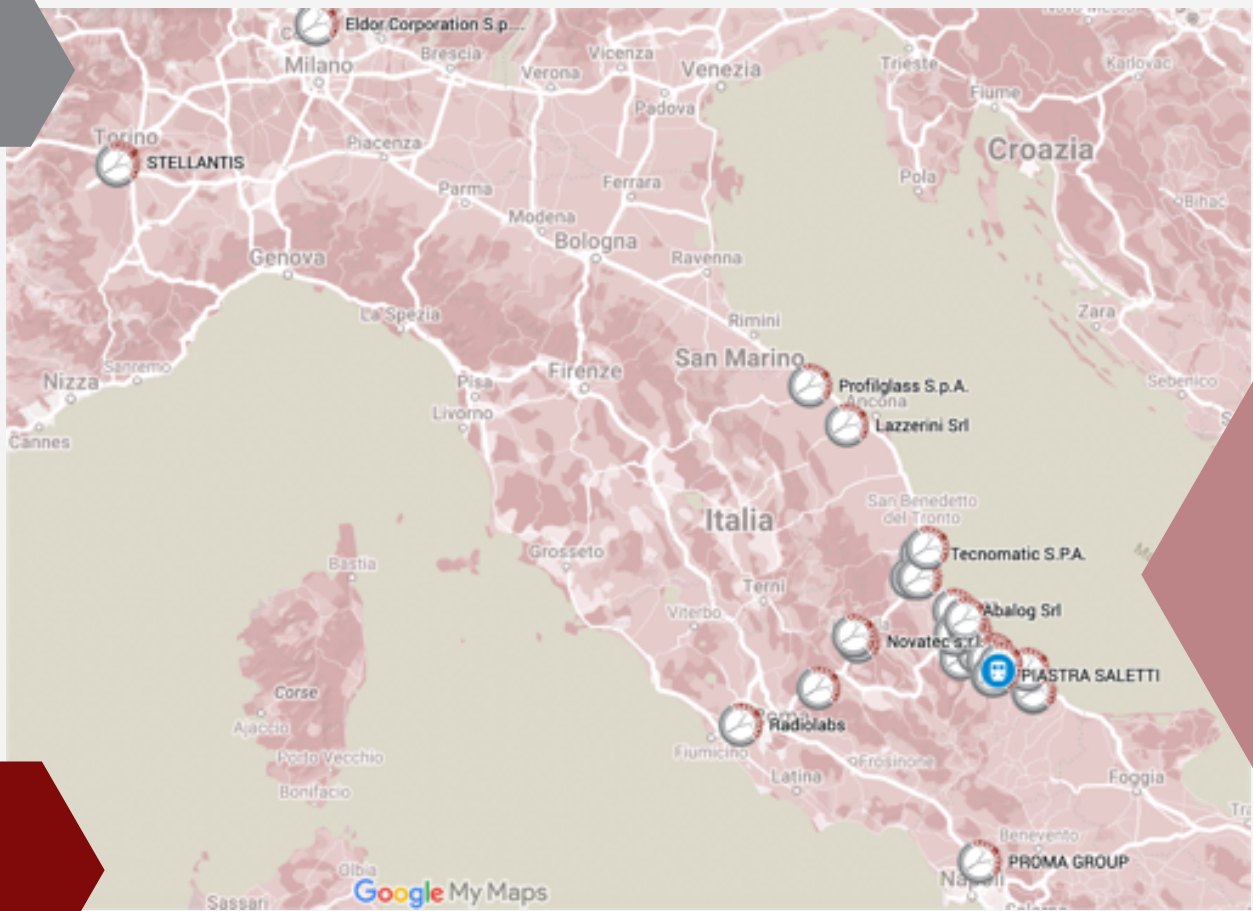 Eldor Corporation S.p....
Milano
Brescia
Verona
Vicenza
Venezia
Padova
Trieste
Karlovac
Fiume
Croazia
Torino
STELLANTIS
Piacenza
Parma
Ferrara
Pola
Bihać
Modena
Bologna
Genova
Ravenna
La Spezia
Rimini
Zara
Sanremo
Nizza
Pisa
Firenze
San Marino
Profilglass S.p.A.
Ancona
Sebenico
Livorno
Cannes
Lazzerini Srl
San Benedetto
del Tronto
Italia
Grosseto
Tecnomatic S.P.A.
Bastia
Terni
Viterbo
Abalog Srl
Novatec s.r.l.
PIASTRA SALETTI
Corse
Ajaccio
Roma
Radiolabs
Fiumicino
Porto Vecchio
Frosinone
Latina
Foggia
Bonifacio
Benevento
PROMA GROUP
Napoli
Olbia
Google My Maps
Sassari
Salerno